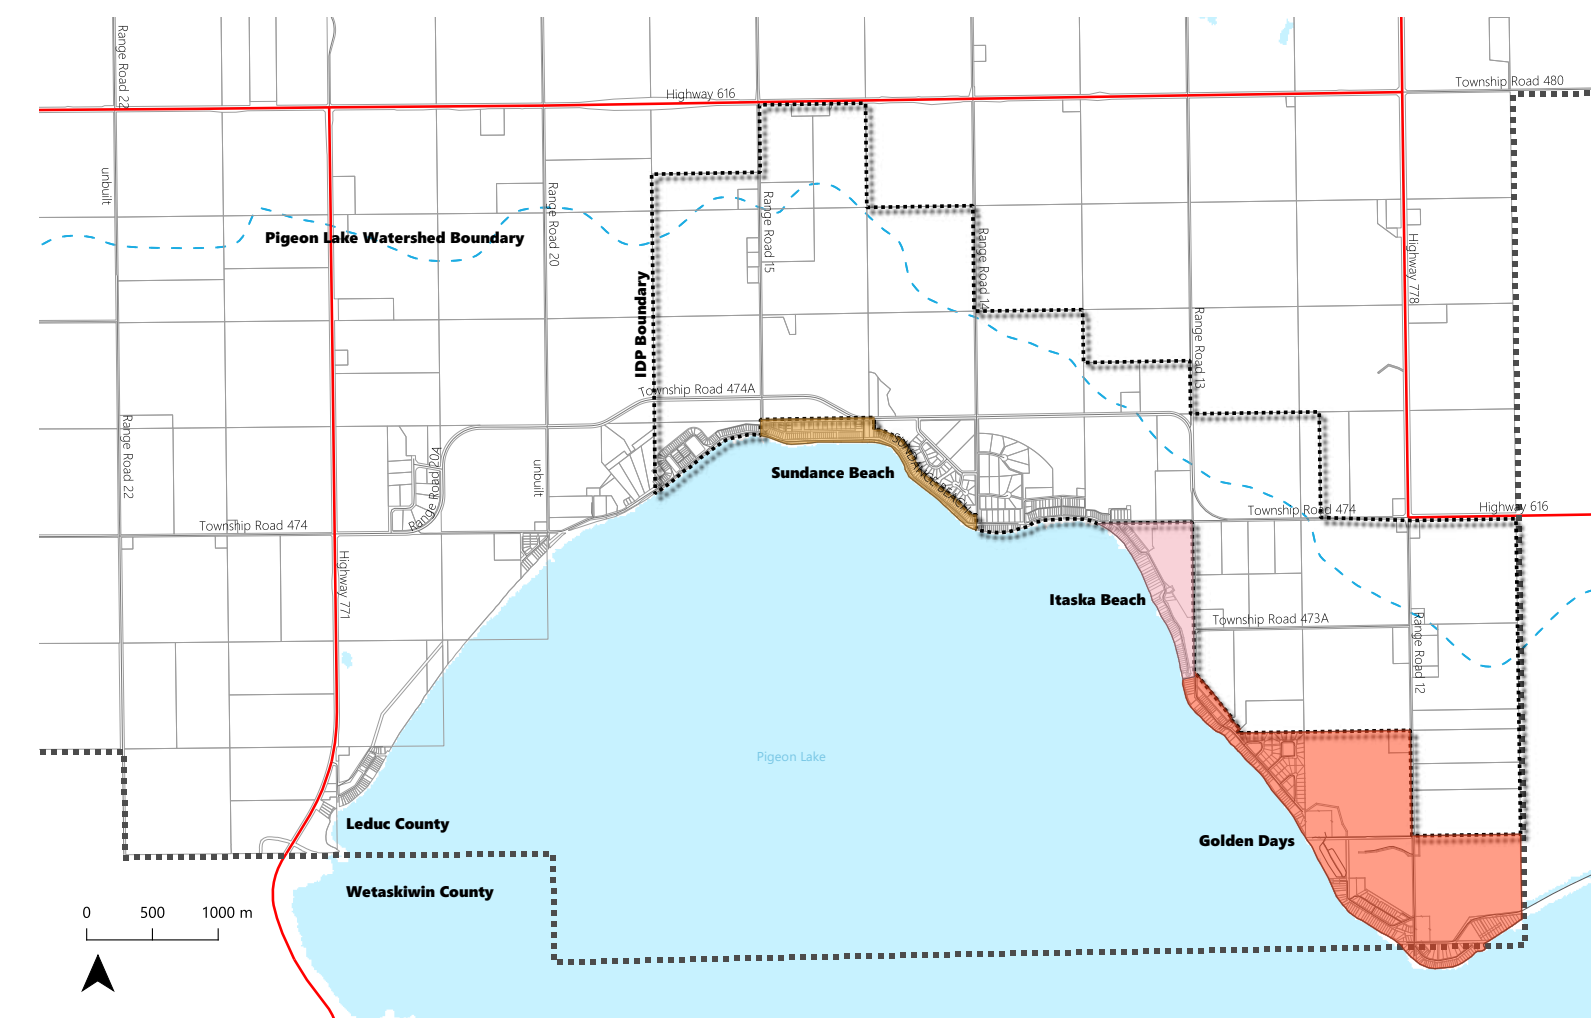 Range Road 22
Township Road 480
Highway 616
unbuilt
Range Road 20
Range Road 15
Pigeon Lake Watershed Boundary
Range Road 14
Highway 778
IDP Boundary
Range Road 13
Township Road 474A
Range Road 22
Range Road 204
unbuilt
SUNDANCE BEACH
Sundance Beach
Township Road 474
Township Road 474
Highway 616
Highway 771
Itaska Beach
Township Road 473A
Range Road 12
Pigeon Lake
Leduc County
Golden Days
Wetaskiwin County
0 500 1000 m